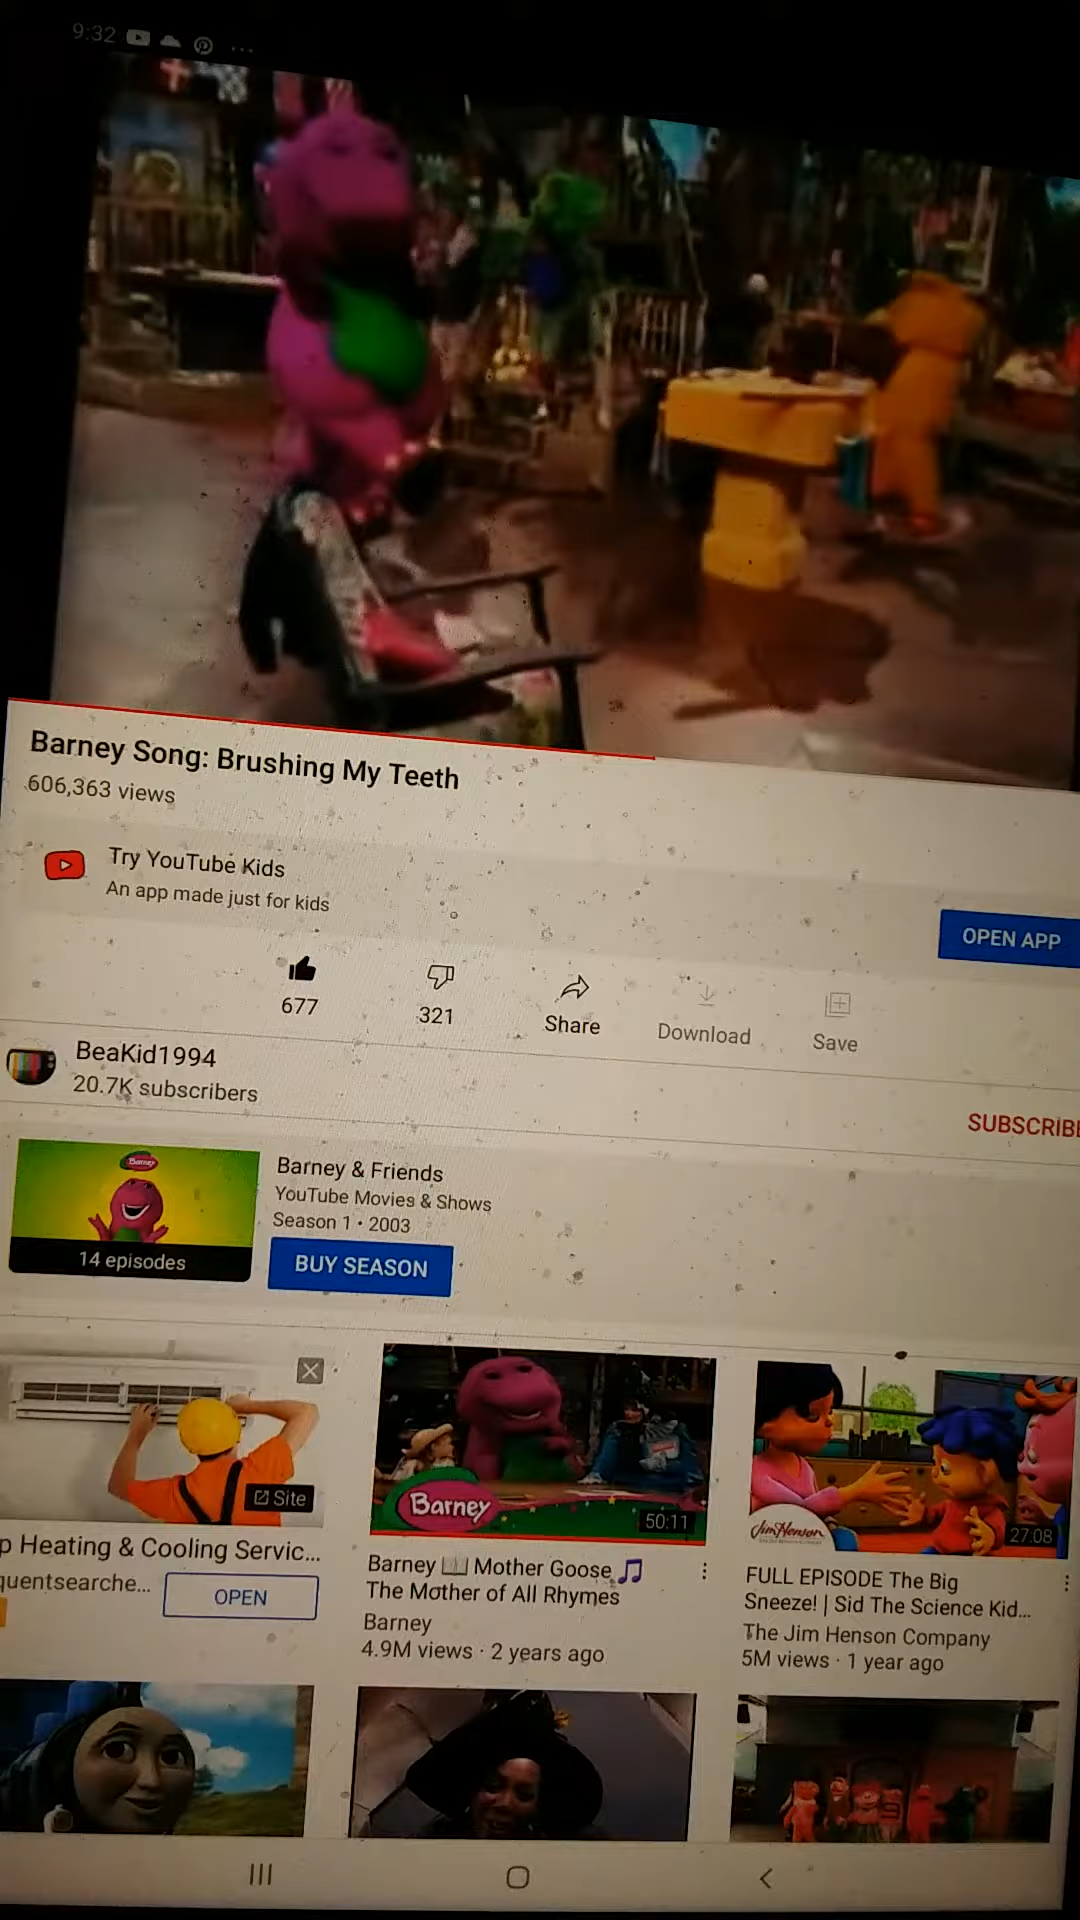 9:32
Barney Song: Brushing My Teeth
606,363 views
Try YouTube Kids
An app made just for kids
OPEN APP
677
321
Share
Download
Save
BeaKid1994
20.7K subscribers
SUBSCRIBE
Barney
14 episodes
Barney & Friends
YouTube Movies & Shows
Season 1 • 2003
BUY SEASON
Site
p Heating & Cooling Servic...
quentsearche...
OPEN
Barney
50:11
Barney 📖 Mother Goose 🎵
The Mother of All Rhymes
Barney
4.9M views · 2 years ago
Jim Henson
27:08
FULL EPISODE The Big
Sneeze! | Sid The Science Kid...
The Jim Henson Company
5M views · 1 year ago